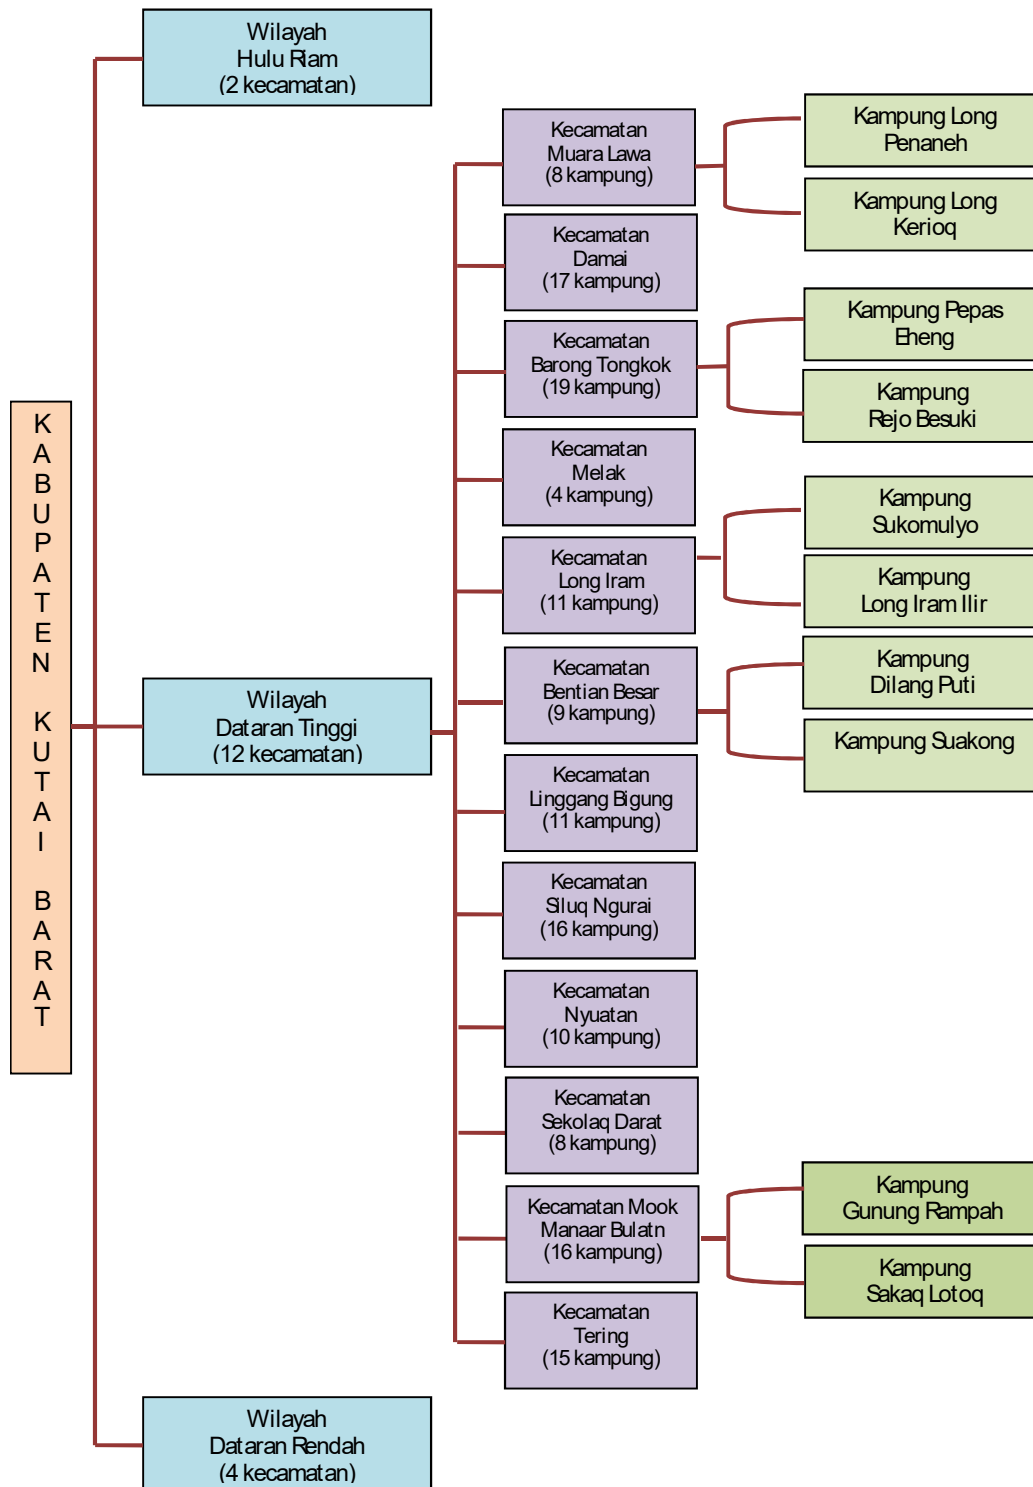 KABUPATEN KUTAI BARAT
Wilayah
Hulu Riam
(2 kecamatan)
Wilayah
Dataran Tinggi
(12 kecamatan)
Wilayah
Dataran Rendah
(4 kecamatan)
Kecamatan
Muara Lawa
(8 kampung)
Kecamatan
Damai
(17 kampung)
Kecamatan
Barong Tongkok
(19 kampung)
Kecamatan
Melak
(4 kampung)
Kecamatan
Long Iram
(11 kampung)
Kecamatan
Bentian Besar
(9 kampung)
Kecamatan
Linggang Bigung
(11 kampung)
Kecamatan
Siluq Ngurai
(16 kampung)
Kecamatan
Nyuatan
(10 kampung)
Kecamatan
Sekolaq Darat
(8 kampung)
Kecamatan Mook
Manaar Bulatn
(16 kampung)
Kecamatan
Tering
(15 kampung)
Kampung Long
Penaneh
Kampung Long
Kerioq
Kampung Pepas
Eheng
Kampung
Rejo Besuki
Kampung
Sukomulyo
Kampung
Long Iram Ilir
Kampung
Dilang Puti
Kampung Suakong
Kampung
Gunung Rampah
Kampung
Sakaq Lotoq